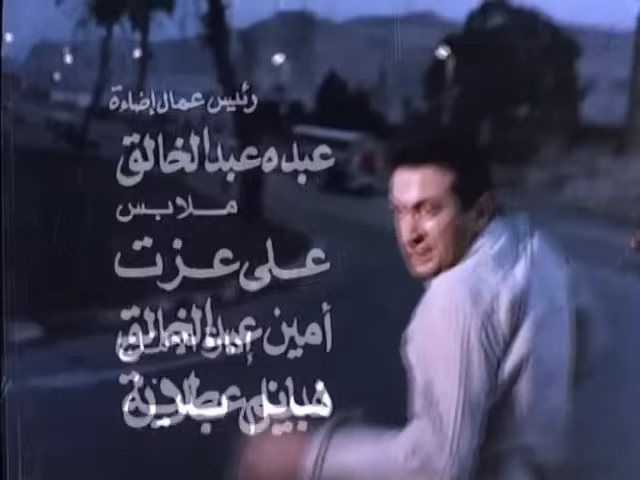 رئيس عمال إضاءة
عبده عبد الخالق
ملابس
على عزت
أمين عبد الخالق